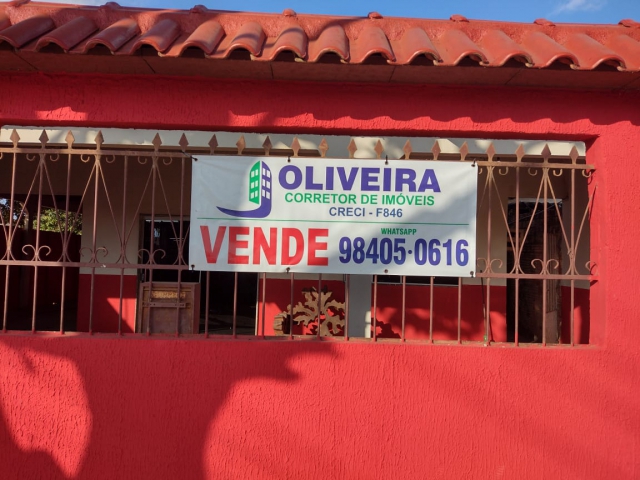 OLIVEIRA
CORRETOR DE IMÓVEIS
CRECI - F846
WHATSAPP
VENDE 98405-0616